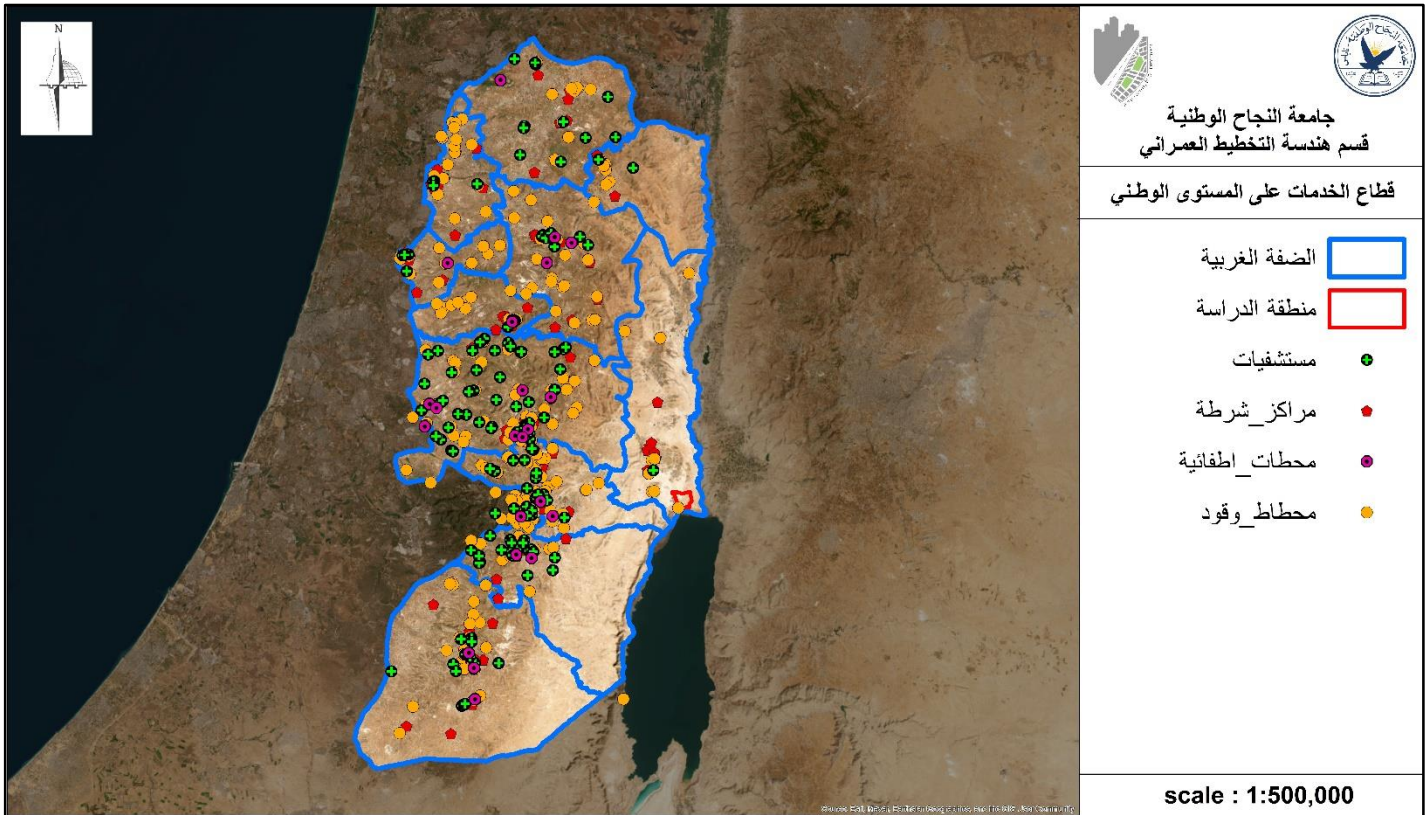 N
جامعة النجاح الوطنية
قسم هندسة التخطيط العمراني
قطاع الخدمات على المستوى الوطني
الضفة الغربية
منطقة الدراسة
مستشفيات
مراكز_شرطة
محطات_اطفائية
محطاط_وقود
scale : 1:500,000